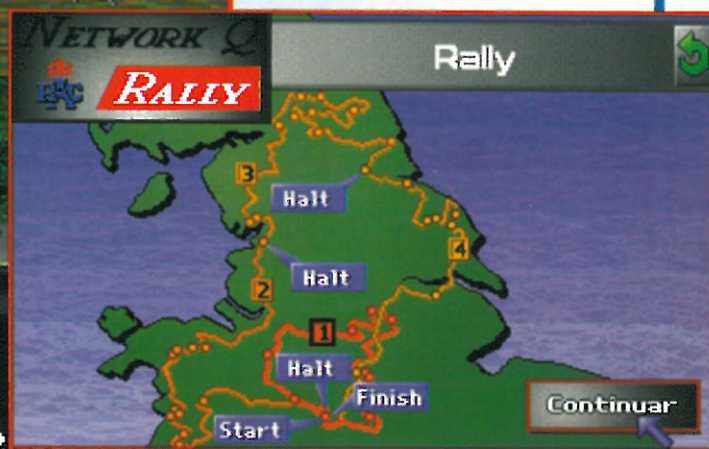 NETWORK Q
RAC RALLY
Rally
3
Halt
4
Halt
2
1
Halt
Finish
Continuar
Start